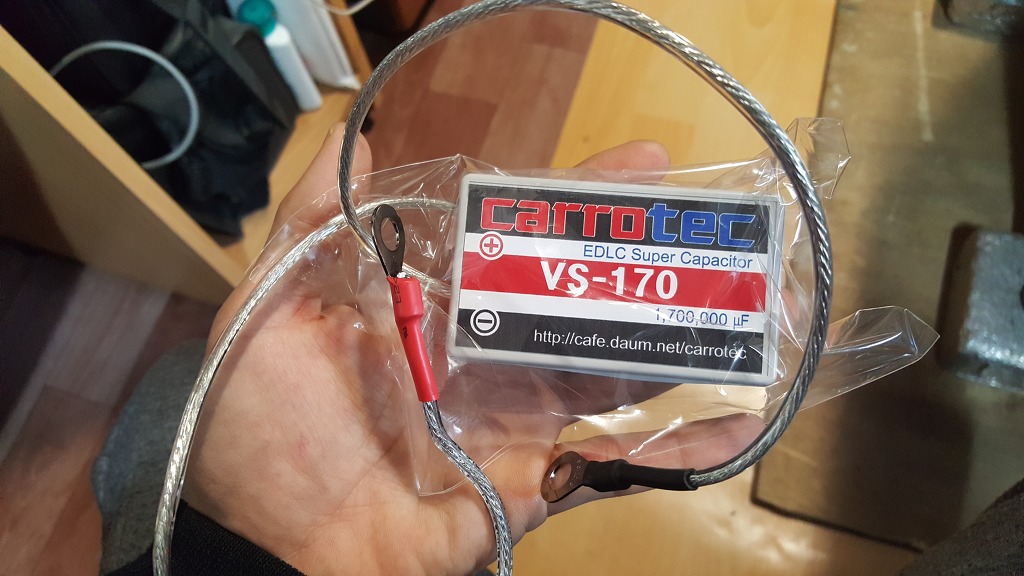 carrotec
EDLC Super Capacitor
VS-170
1,700,000 µF
http://cafe.daum.net/carrotec